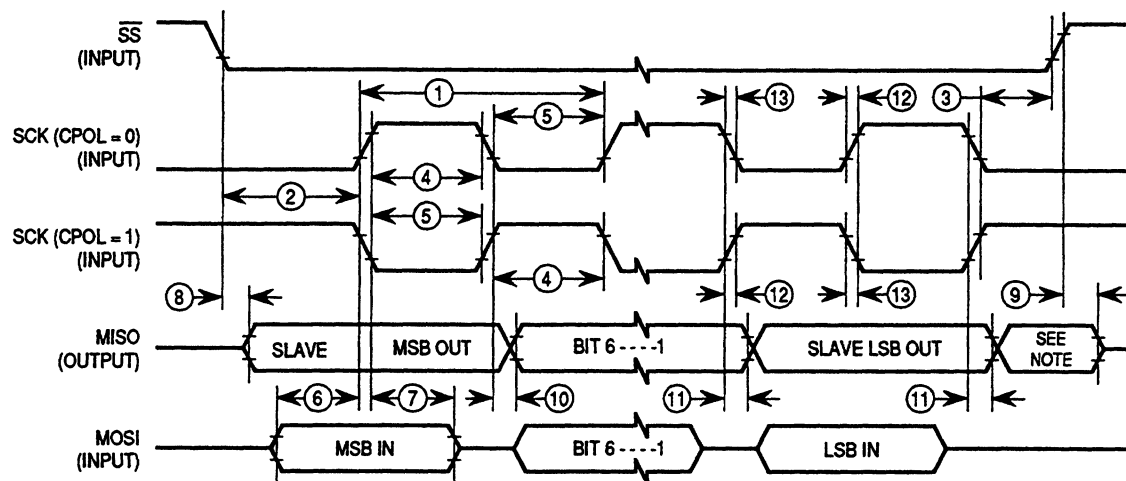 SS
(INPUT)
① ⑬ ⑫ ③
⑤
SCK (CPOL = 0)
(INPUT)
② ④
⑤
SCK (CPOL = 1)
(INPUT)
④
⑧ ⑫ ⑬ ⑨
MISO
(OUTPUT)
SLAVE MSB OUT BIT 6 - - - - - 1 SLAVE LSB OUT SEE
NOTE
⑥ ⑦ ⑩ ⑪ ⑪
MOSI
(INPUT)
MSB IN BIT 6 - - - - - 1 LSB IN